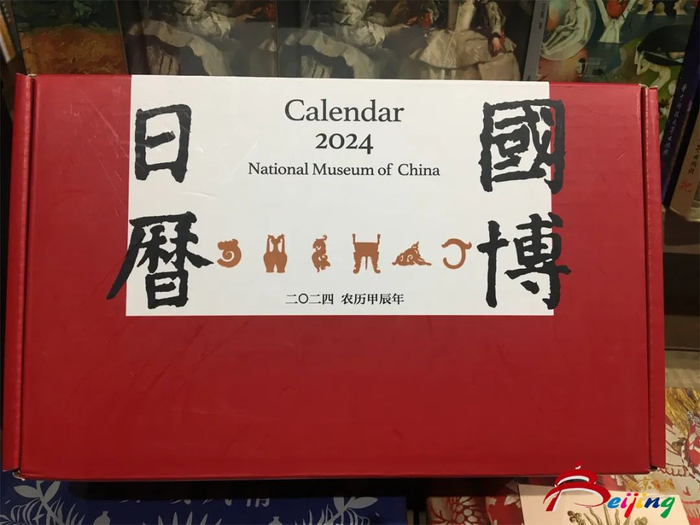 國博
日暦
Calendar
2024
National Museum of China
二〇二四 农历甲辰年
Beijing